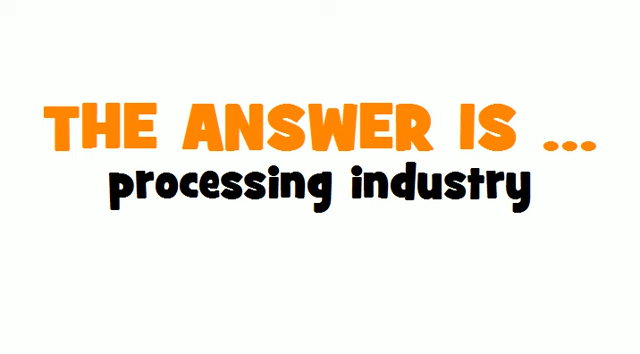 THE ANSWER IS ...
processing industry